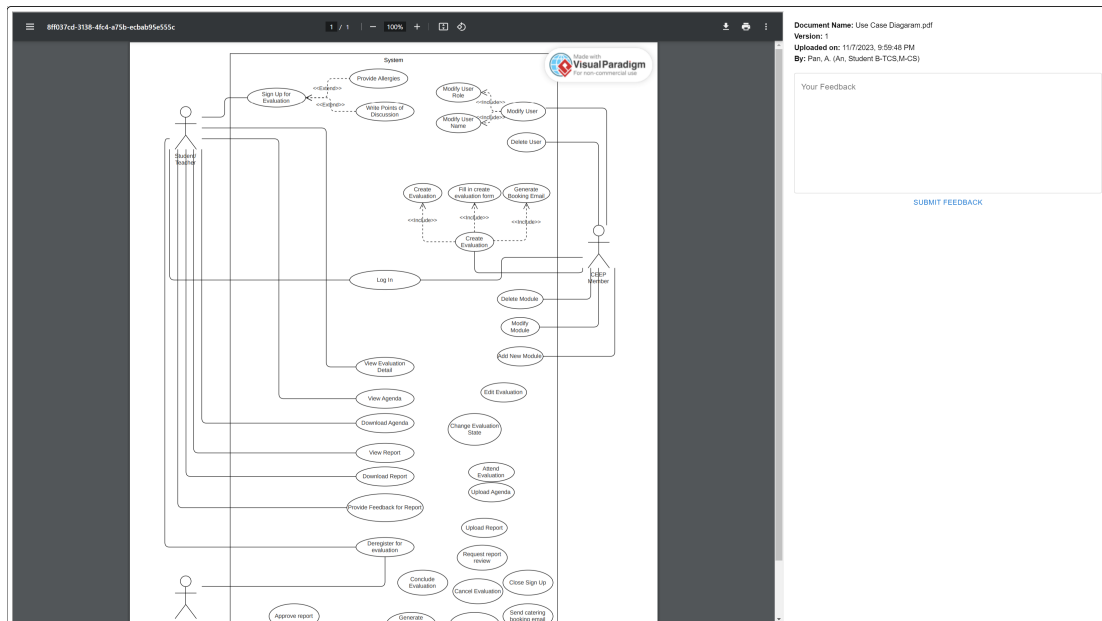 8ff037cd-3138-4fc4-a75b-ecbab95e555c
1 / 1
100%
Document Name: Use Case Diagaram.pdf
Version: 1
Uploaded on: 11/7/2023, 9:59:48 PM
By: Pan, A. (An, Student B-TCS,M-CS)
Your Feedback
SUBMIT FEEDBACK
Made with
VisualParadigm
For non-commercial use
System
Provide Allergies
<<Extend>>
Sign Up for
Evaluation
<<Extend>>
Write Points of
Discussion
Modify User
Role
<<Include>>
Modify User
<<Include>>
Modify User
Name
Delete User
Student/
Teacher
Create
Evaluation
Fill in create
evaluation form
Generate
Booking Email
<<Include>>
<<Include>>
<<Include>>
Create
Evaluation
Log In
CEEP
Member
Delete Module
Modify
Module
Add New Module
View Evaluation
Detail
Edit Evaluation
View Agenda
Download Agenda
Change Evaluation
State
View Report
Attend
Evaluation
Download Report
Upload Agenda
Provide Feedback for Report
Upload Report
Deregister for
evaluation
Request report
review
Conclude
Evaluation
Close Sign Up
Cancel Evaluation
Approve report
Generate
Send catering
booking email